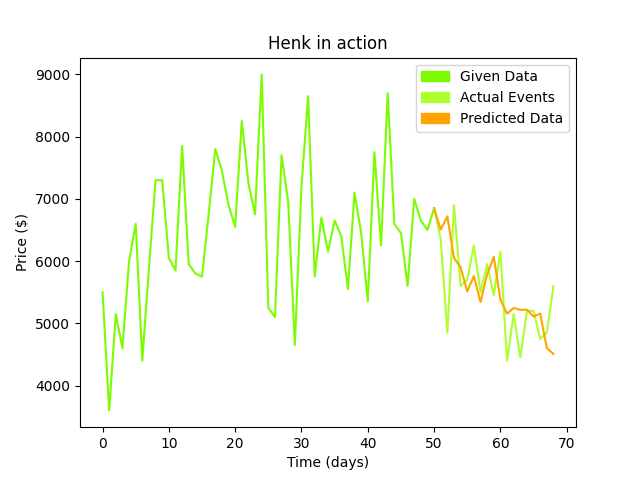 Henk in action
Given Data
Actual Events
Predicted Data
Price ($)
9000
8000
7000
6000
5000
4000
0 10 20 30 40 50 60 70
Time (days)